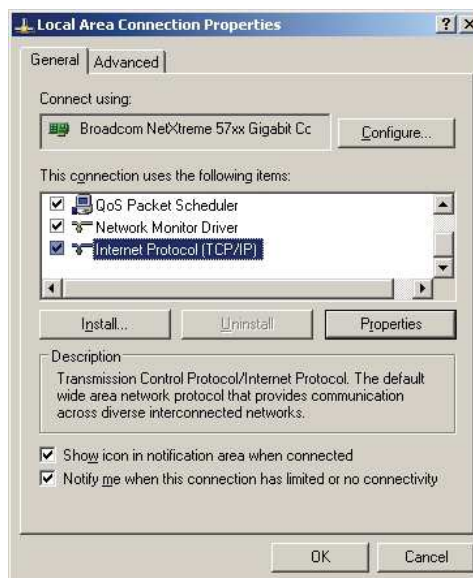 Local Area Connection Properties
General
Advanced
Connect using:
Broadcom NetXtreme 57xx Gigabit Cc
Configure...
This connection uses the following items:
QoS Packet Scheduler
Network Monitor Driver
Internet Protocol (TCP/IP)
Install...
Uninstall
Properties
Description
Transmission Control Protocol/Internet Protocol. The default
wide area network protocol that provides communication
across diverse interconnected networks.
Show icon in notification area when connected
Notify me when this connection has limited or no connectivity
OK
Cancel